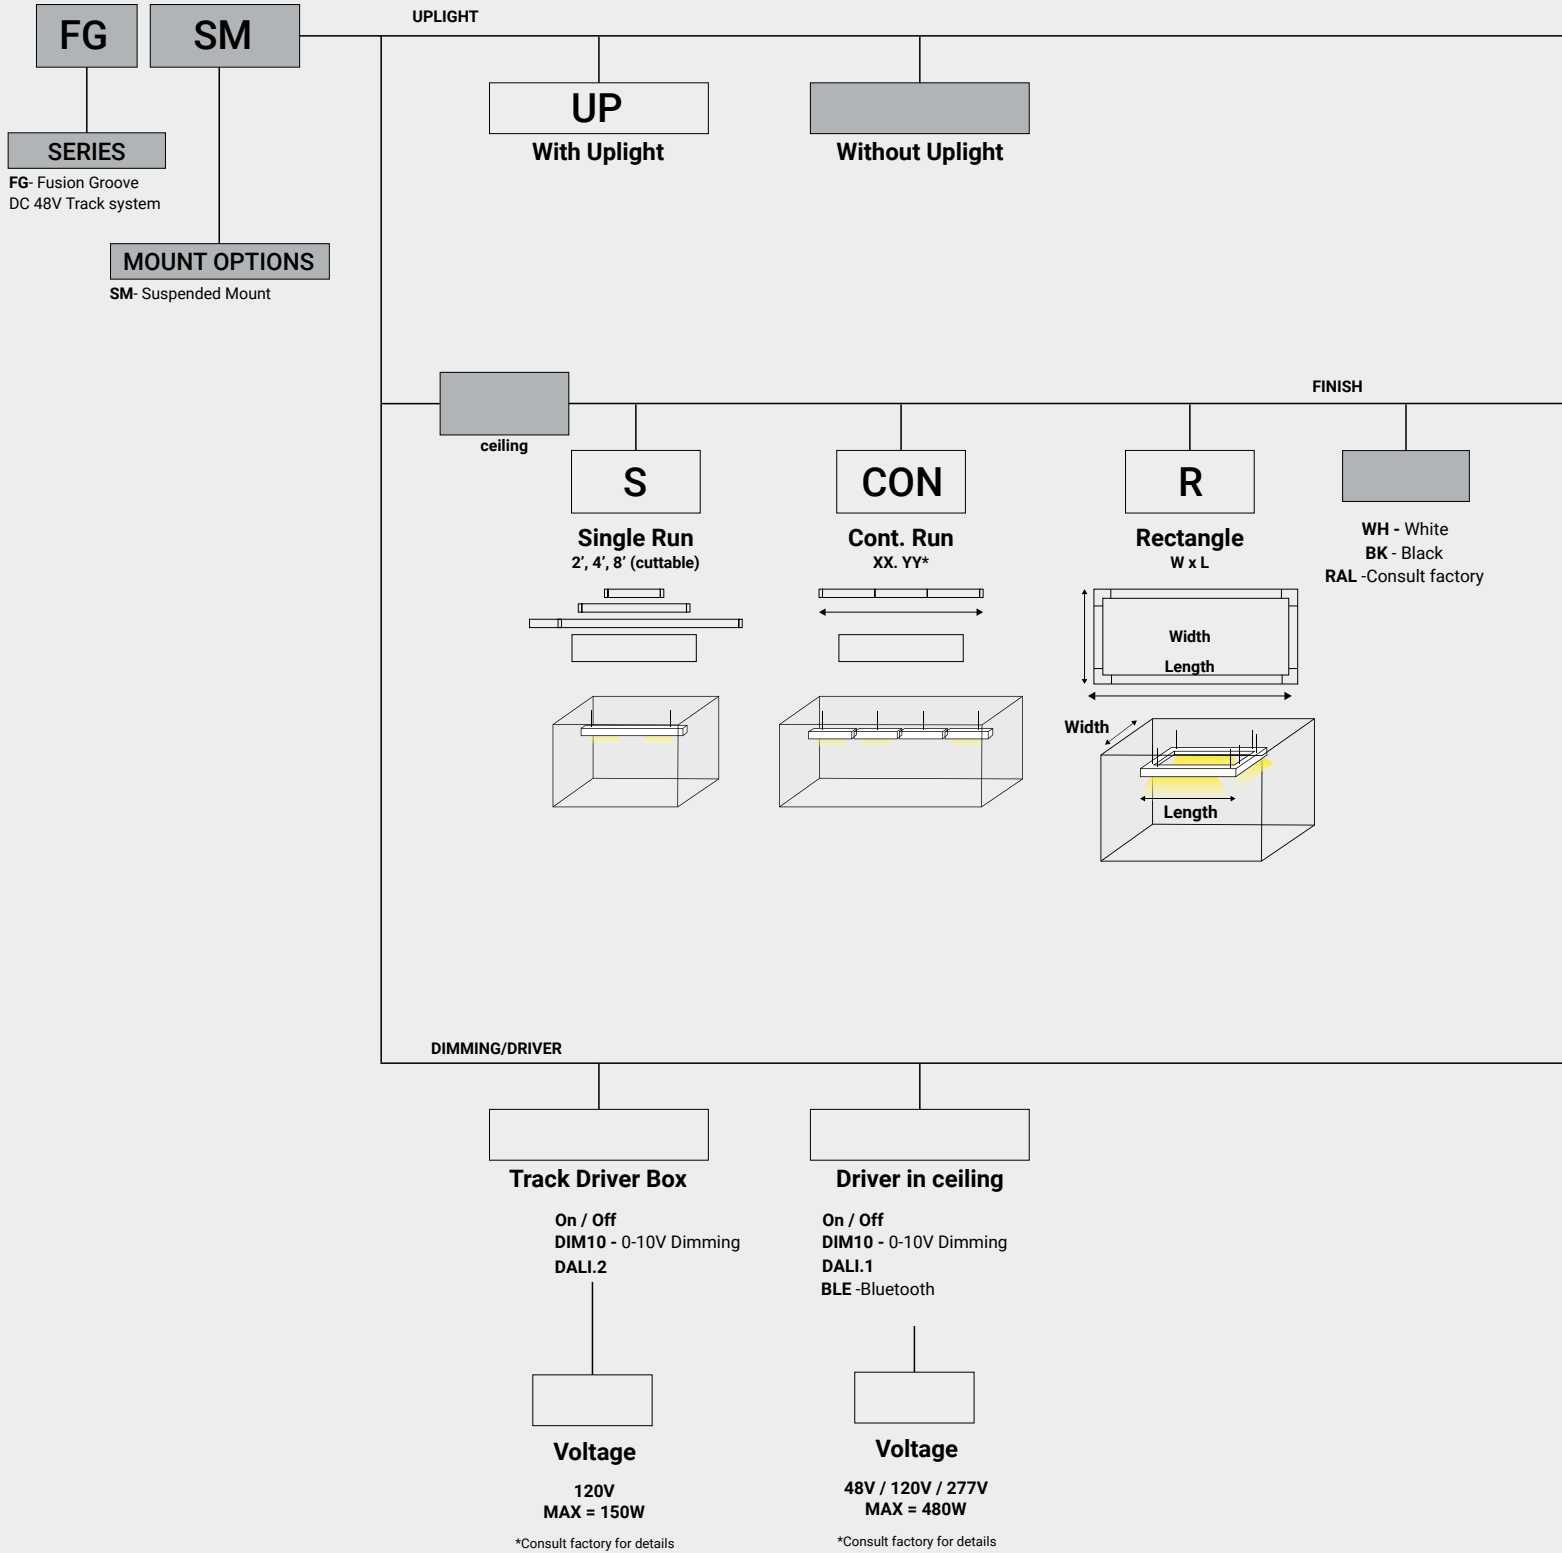 FG
SM
UPLIGHT
UP
With Uplight
Without Uplight
SERIES
FG- Fusion Groove
DC 48V Track system
MOUNT OPTIONS
SM- Suspended Mount
FINISH
ceiling
S
Single Run
2’, 4’, 8’ (cuttable)
CON
Cont. Run
XX. YY*
R
Rectangle
W x L
Width
Length
Width
Length
WH - White
BK - Black
RAL -Consult factory
DIMMING/DRIVER
Track Driver Box
On / Off
DIM10 - 0-10V Dimming
DALI.2
Voltage
120V
MAX = 150W
*Consult factory for details
Driver in ceiling
On / Off
DIM10 - 0-10V Dimming
DALI.1
BLE -Bluetooth
Voltage
48V / 120V / 277V
MAX = 480W
*Consult factory for details